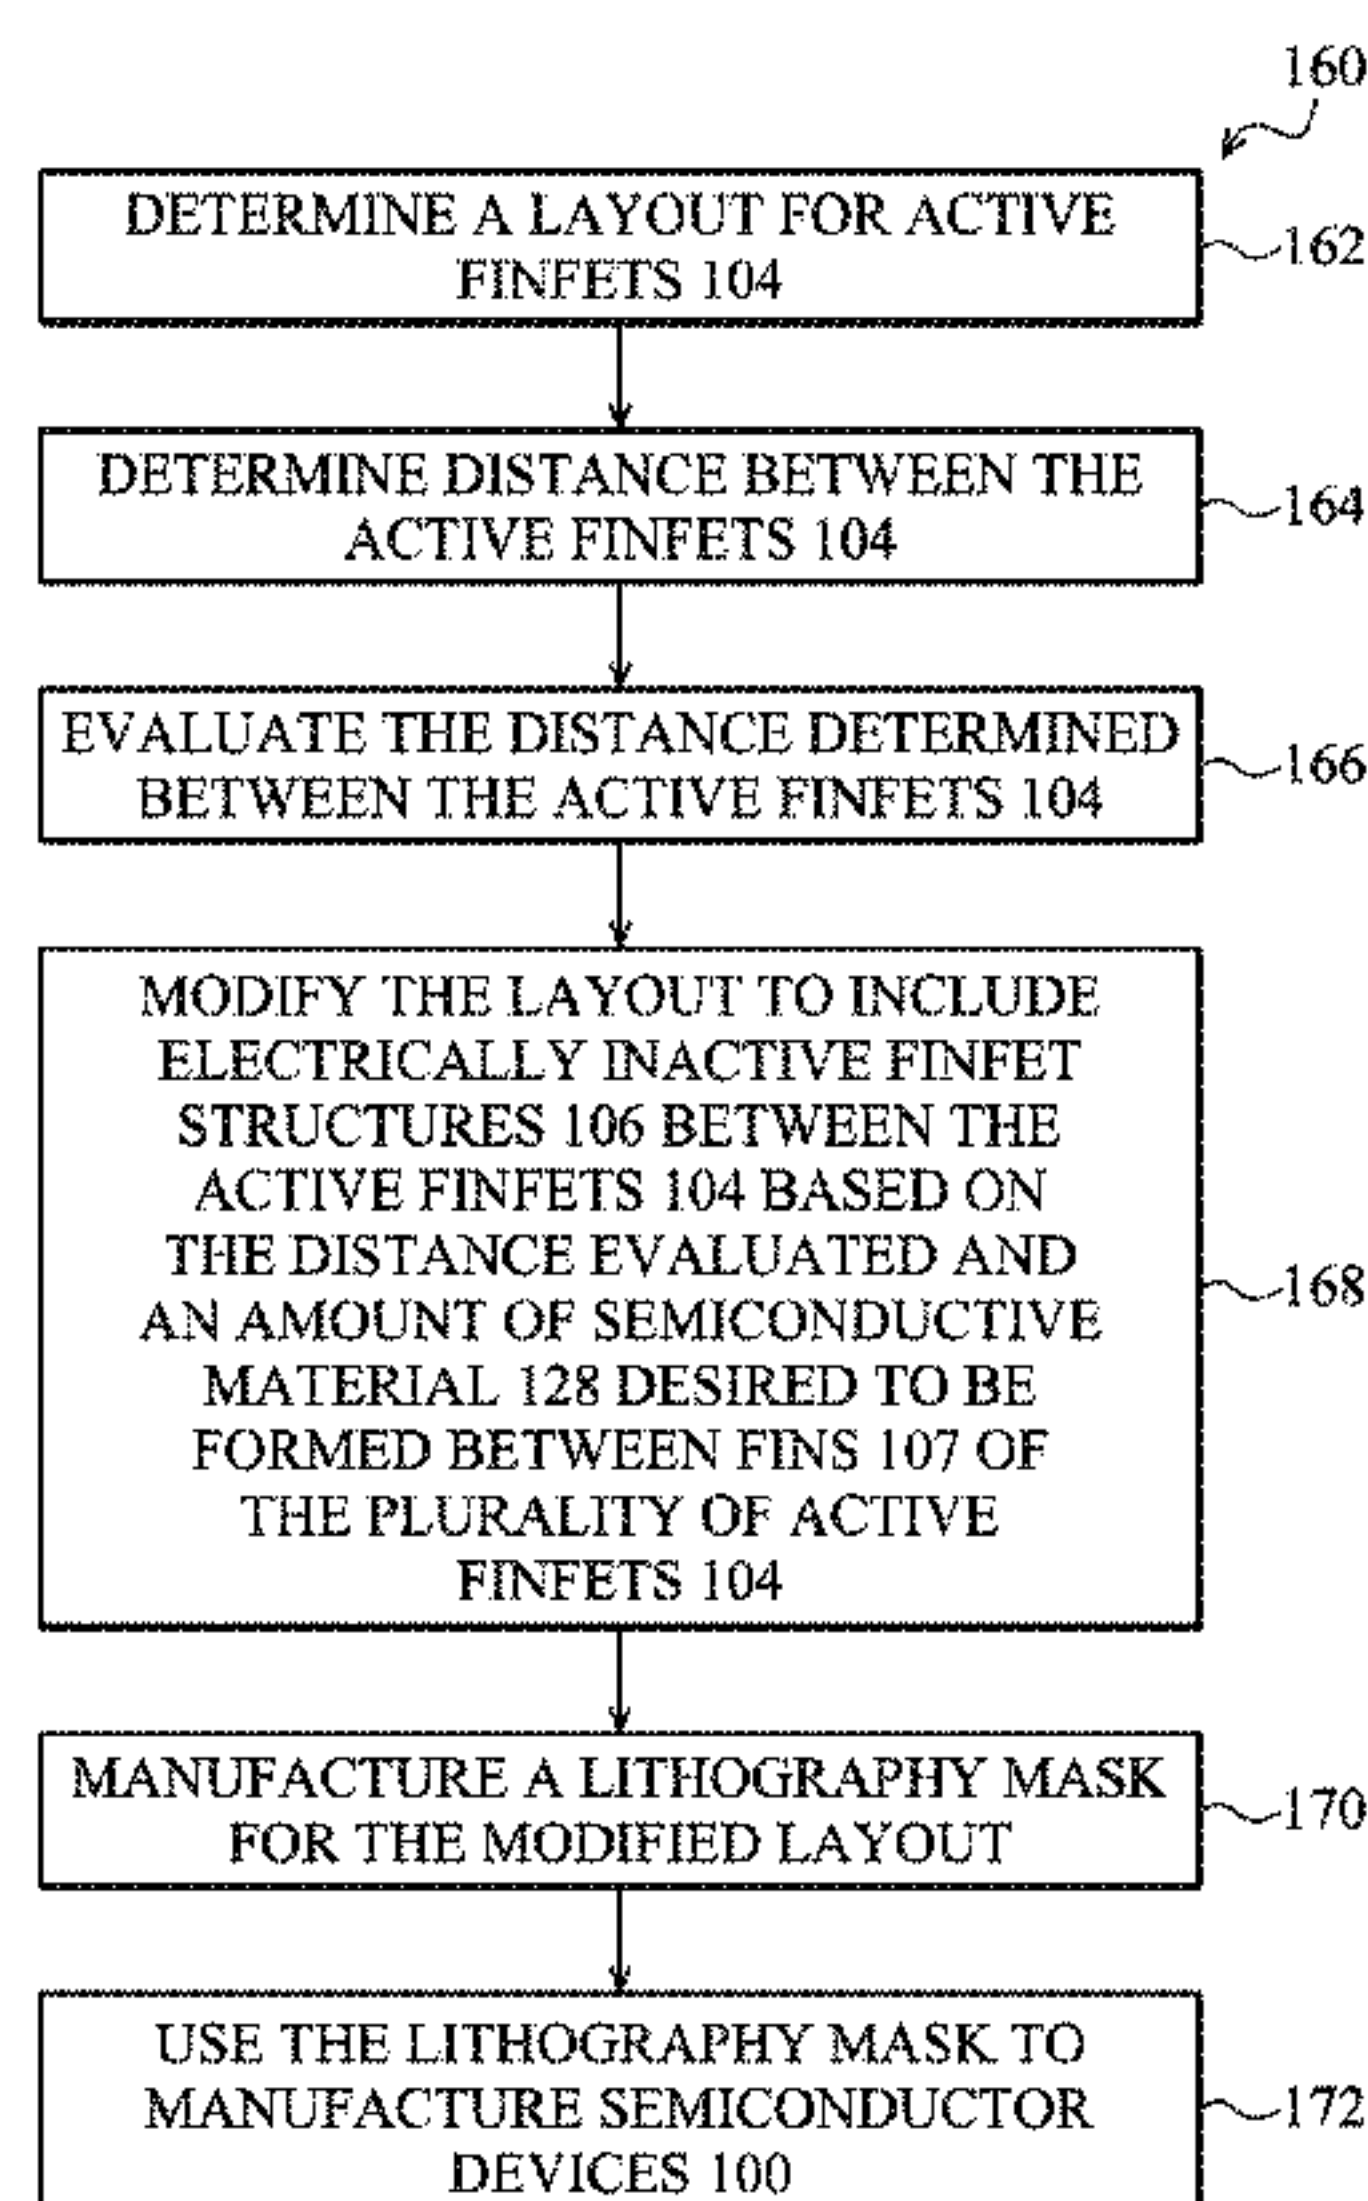 160
DETERMINE A LAYOUT FOR ACTIVE
FINFETS 104
162
DETERMINE DISTANCE BETWEEN THE
ACTIVE FINFETS 104
164
EVALUATE THE DISTANCE DETERMINED
BETWEEN THE ACTIVE FINFETS 104
166
MODIFY THE LAYOUT TO INCLUDE
ELECTRICALLY INACTIVE FINFET
STRUCTURES 106 BETWEEN THE
ACTIVE FINFETS 104 BASED ON
THE DISTANCE EVALUATED AND
AN AMOUNT OF SEMICONDUCTIVE
MATERIAL 128 DESIRED TO BE
FORMED BETWEEN FINS 107 OF
THE PLURALITY OF ACTIVE
FINFETS 104
168
MANUFACTURE A LITHOGRAPHY MASK
FOR THE MODIFIED LAYOUT
170
USE THE LITHOGRAPHY MASK TO
MANUFACTURE SEMICONDUCTOR
DEVICES 100
172